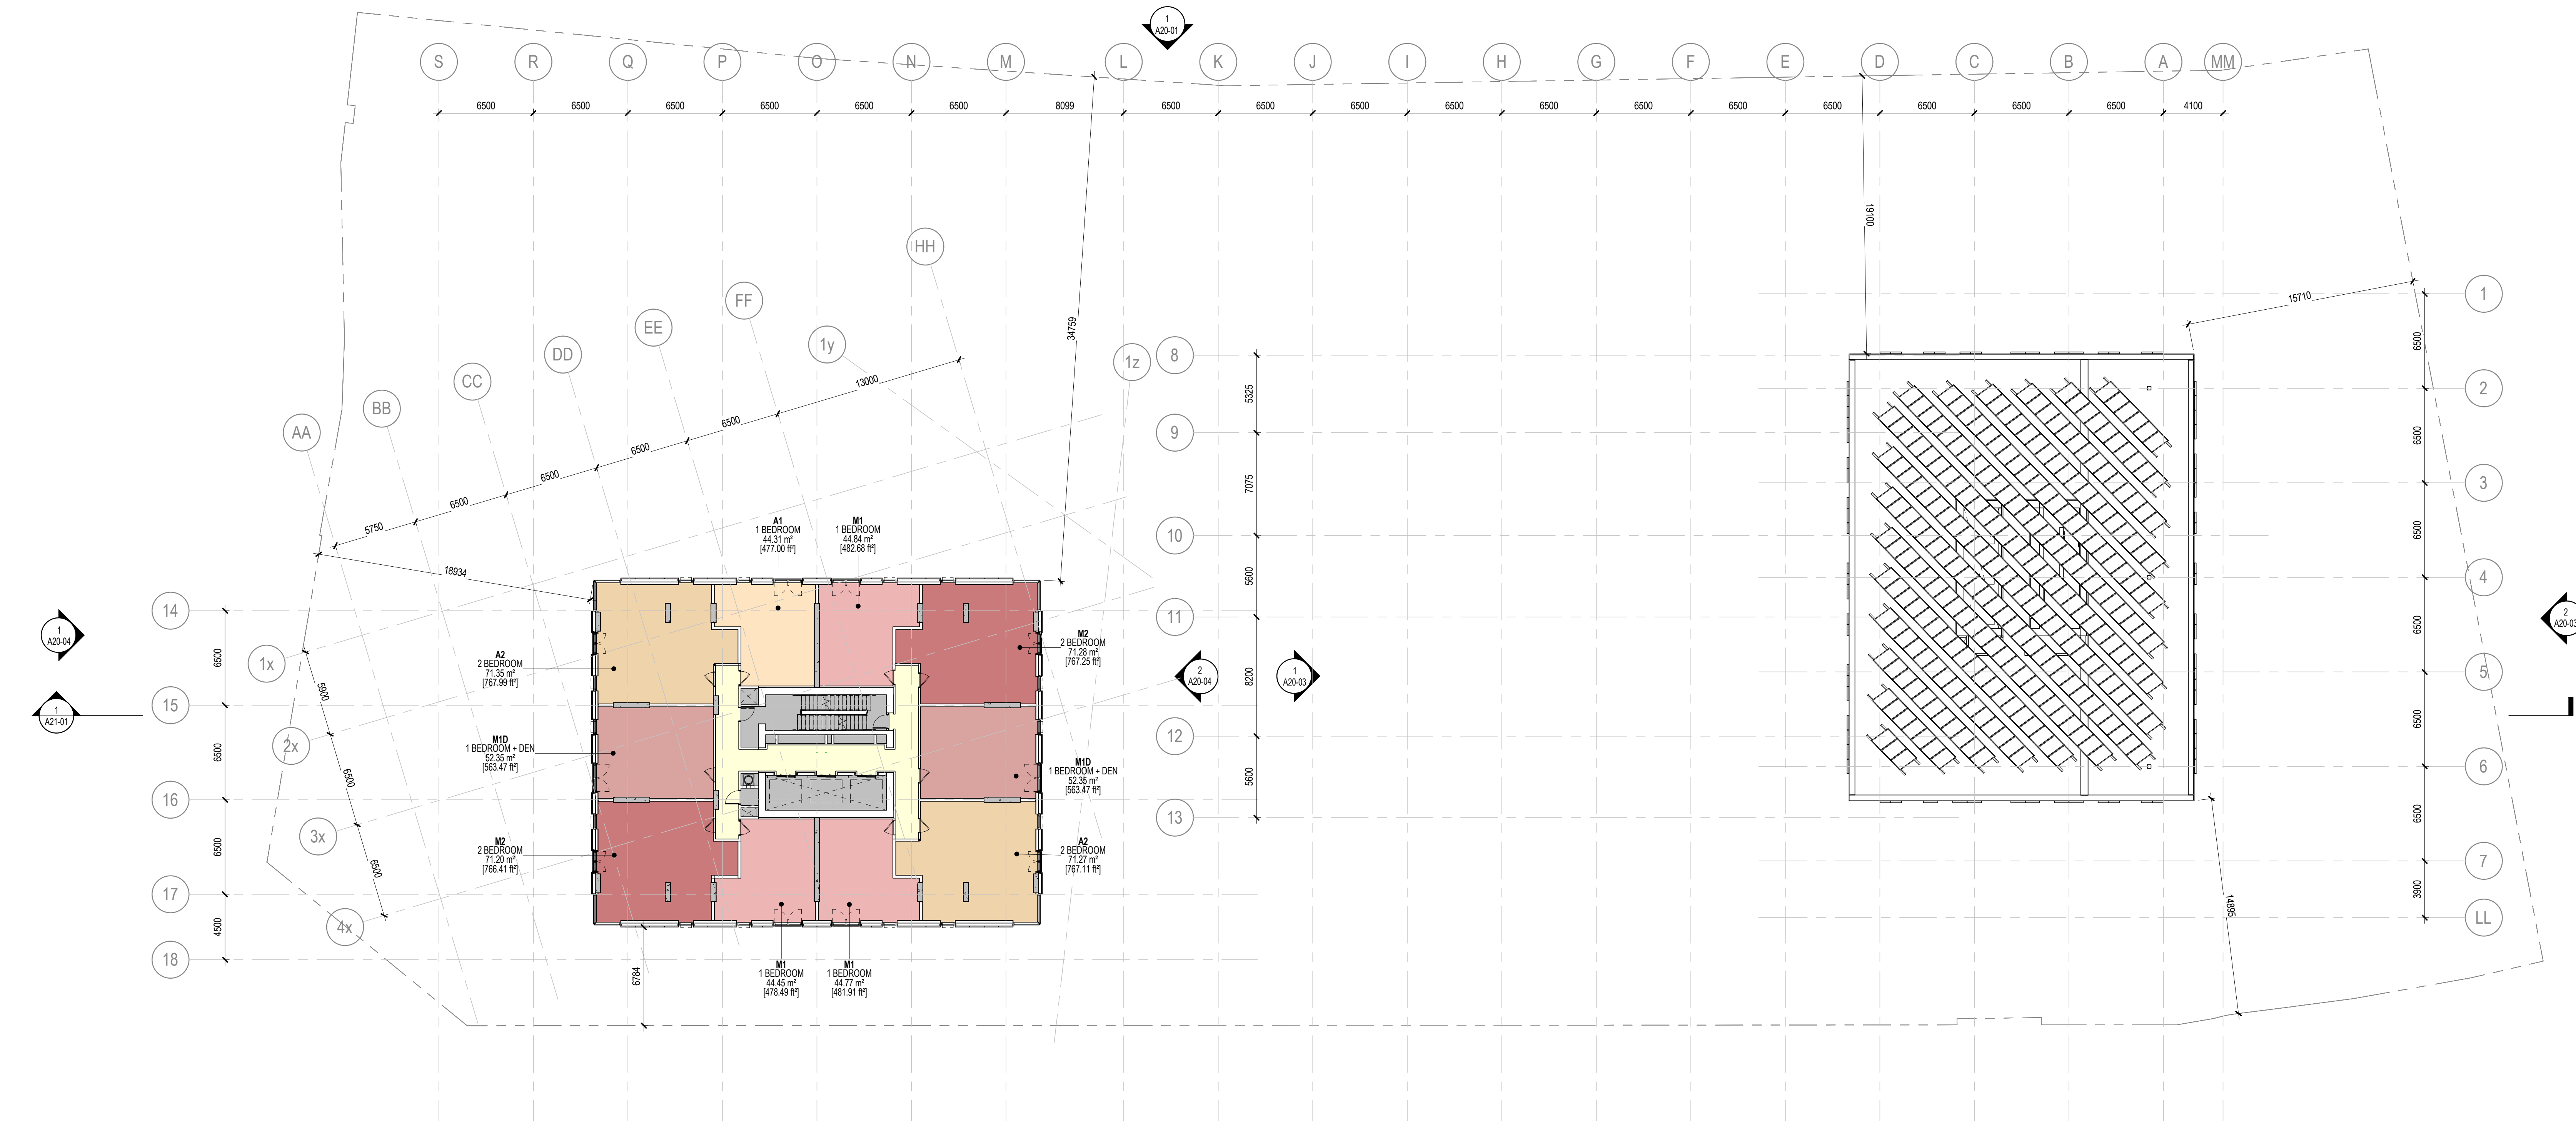 1
A20-01
S R Q P O N M L K J I H G F E D C B A MM
6500 6500 6500 6500 6500 6500 8099 6500 6500 6500 6500 6500 6500 6500 6500 6500 6500 6500 4100
19100
34759
15710
HH
FF
EE
DD
CC
BB
AA
1y
1z
13000
6500
6500
6500
6500
5750
18934
1
2
3
4
5
6
7
LL
6500
6500
6500
6500
6500
6500
3900
8
9
10
11
12
13
5325
7075
5600
8200
5600
14
15
16
17
18
6500
6500
6500
4500
1x
2x
3x
4x
5900
6500
6500
1
A20-04
1
A21-01
2
A20-04
1
A20-03
2
A20-03
A1
1 BEDROOM
44.31 m²
[477.00 ft²]
M1
1 BEDROOM
44.84 m²
[482.68 ft²]
A2
2 BEDROOM
71.35 m²
[767.99 ft²]
M2
2 BEDROOM
71.28 m²
[767.25 ft²]
M1D
1 BEDROOM + DEN
52.35 m²
[563.47 ft²]
M1D
1 BEDROOM + DEN
52.35 m²
[563.47 ft²]
M2
2 BEDROOM
71.20 m²
[766.41 ft²]
A2
2 BEDROOM
71.27 m²
[767.11 ft²]
M1
1 BEDROOM
44.45 m²
[478.49 ft²]
M1
1 BEDROOM
44.77 m²
[481.91 ft²]
6784
14895